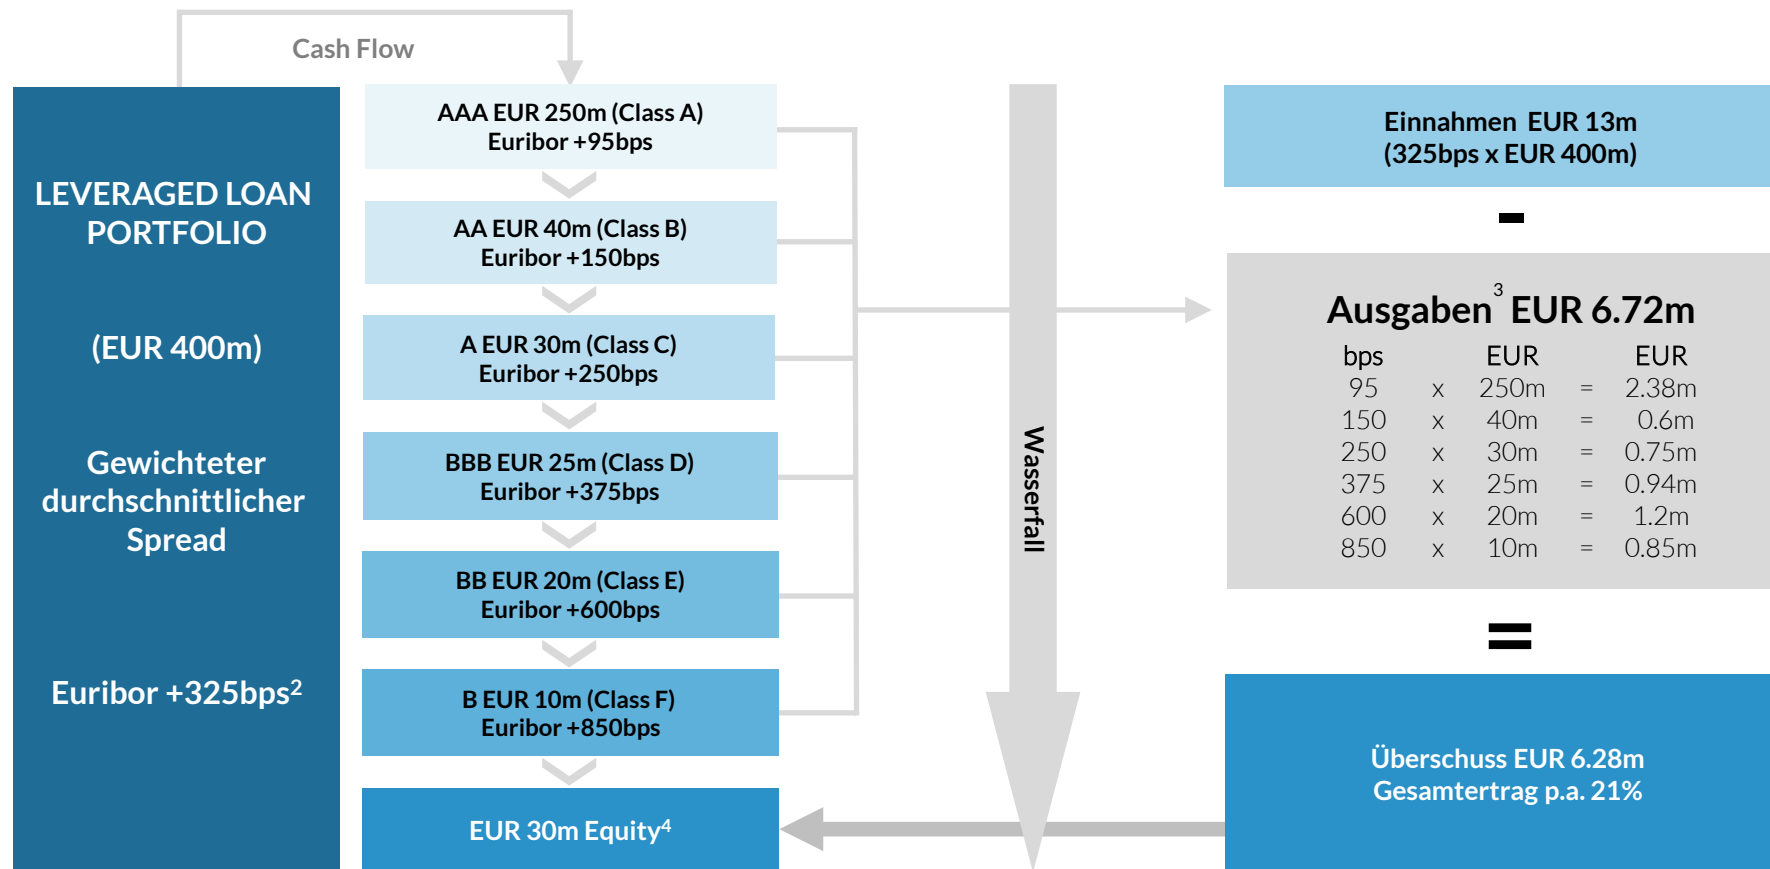 Cash Flow
LEVERAGED LOAN
PORTFOLIO
(EUR 400m)
Gewichteter
durchschnittlicher
Spread
Euribor +325bps²
AAA EUR 250m (Class A)
Euribor +95bps
AA EUR 40m (Class B)
Euribor +150bps
A EUR 30m (Class C)
Euribor +250bps
BBB EUR 25m (Class D)
Euribor +375bps
BB EUR 20m (Class E)
Euribor +600bps
B EUR 10m (Class F)
Euribor +850bps
EUR 30m Equity⁴
Wasserfall
Einnahmen EUR 13m
(325bps x EUR 400m)
-
Ausgaben³ EUR 6.72m
bps EUR EUR
95 x 250m = 2.38m
150 x 40m = 0.6m
250 x 30m = 0.75m
375 x 25m = 0.94m
600 x 20m = 1.2m
850 x 10m = 0.85m
=
Überschuss EUR 6.28m
Gesamtertrag p.a. 21%